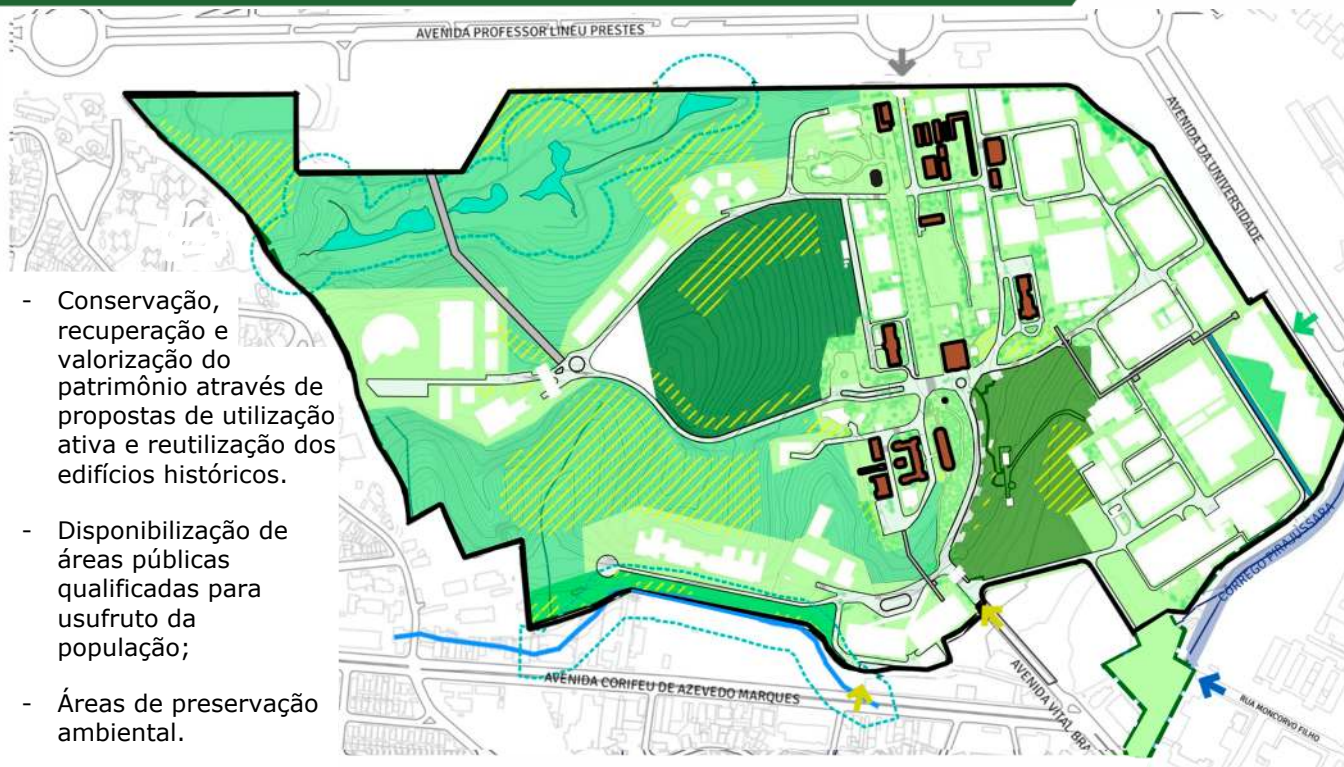 AVENIDA PROFESSOR LINEU PRESTES
AVENIDA DA UNIVERSIDADE
- Conservação,
recuperação e
valorização do
patrimônio através de
propostas de utilização
ativa e reutilização dos
edifícios históricos.
- Disponibilização de
áreas públicas
qualificadas para
usufruto da
população;
- Áreas de preservação
ambiental.
CÓRREGO PIRAJUSSARA
AVENIDA CORIFEU DE AZEVEDO MARQUES
AVENIDA VITAL BRA
RUA MONCORVO FILHO